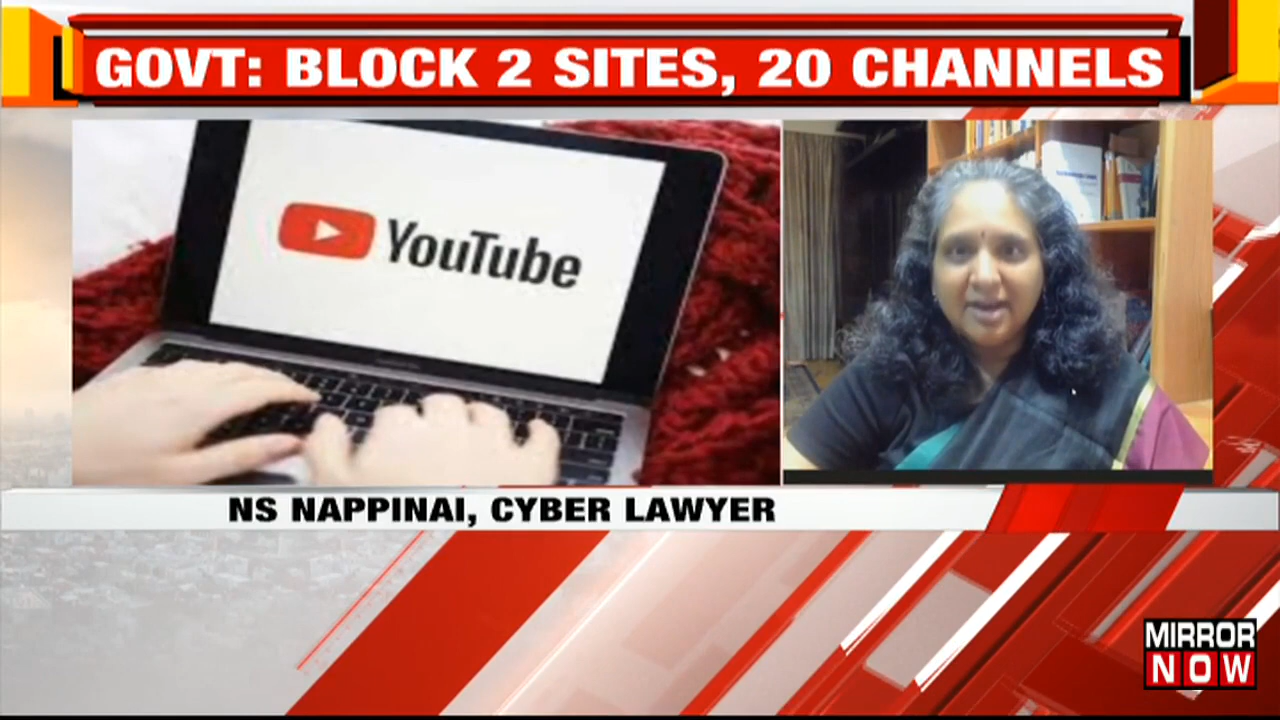 GOVT: BLOCK 2 SITES, 20 CHANNELS
YouTube
NS NAPPINAI, CYBER LAWYER
MIRROR
NOW